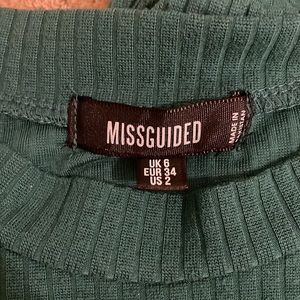 MISSGUIDED
UK 6
EUR 34
US 2
MADE IN